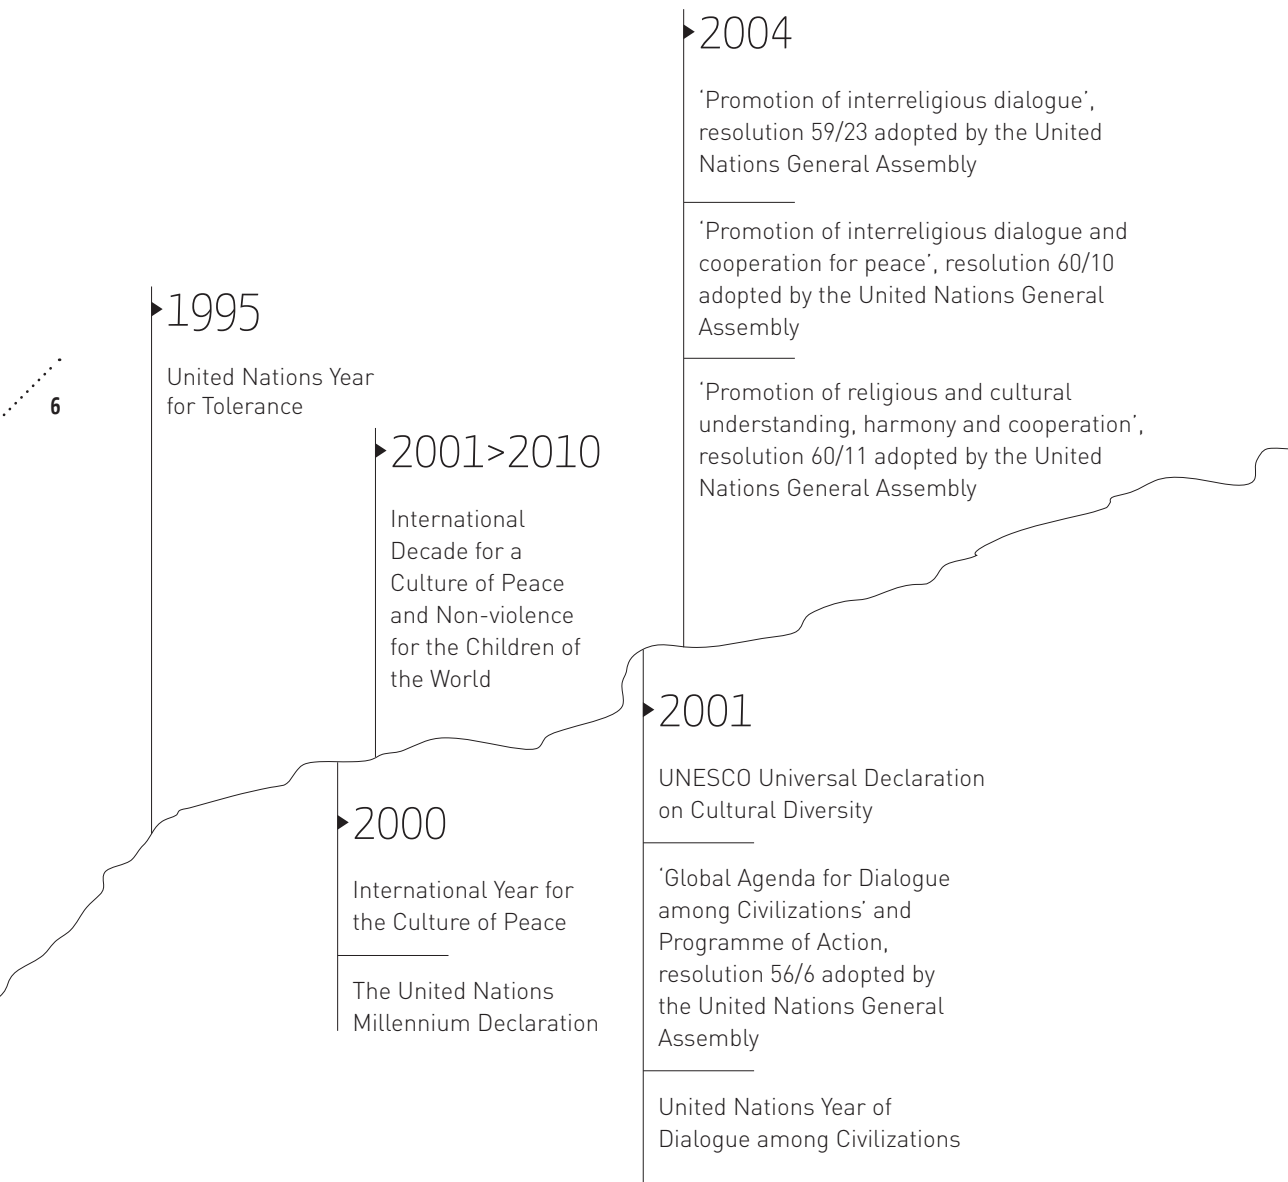 6
1995
United Nations Year
for Tolerance
2000
International Year for
the Culture of Peace
The United Nations
Millennium Declaration
2001>2010
International
Decade for a
Culture of Peace
and Non-violence
for the Children of
the World
2001
UNESCO Universal Declaration
on Cultural Diversity
‘Global Agenda for Dialogue
among Civilizations’ and
Programme of Action,
resolution 56/6 adopted by
the United Nations General
Assembly
United Nations Year of
Dialogue among Civilizations
2004
‘Promotion of interreligious dialogue’,
resolution 59/23 adopted by the United
Nations General Assembly
‘Promotion of interreligious dialogue and
cooperation for peace’, resolution 60/10
adopted by the United Nations General
Assembly
‘Promotion of religious and cultural
understanding, harmony and cooperation’,
resolution 60/11 adopted by the United
Nations General Assembly